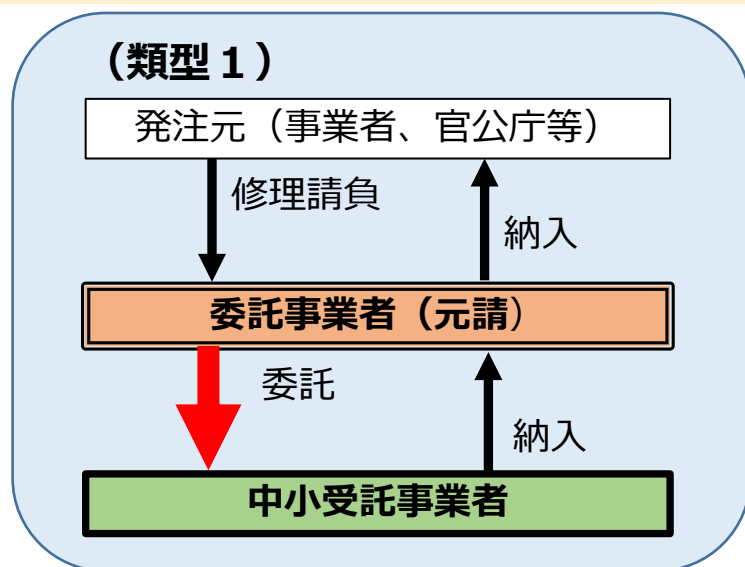 （類型１）
発注元（事業者、官公庁等）
修理請負
納入
委託事業者（元請）
委託
納入
中小受託事業者